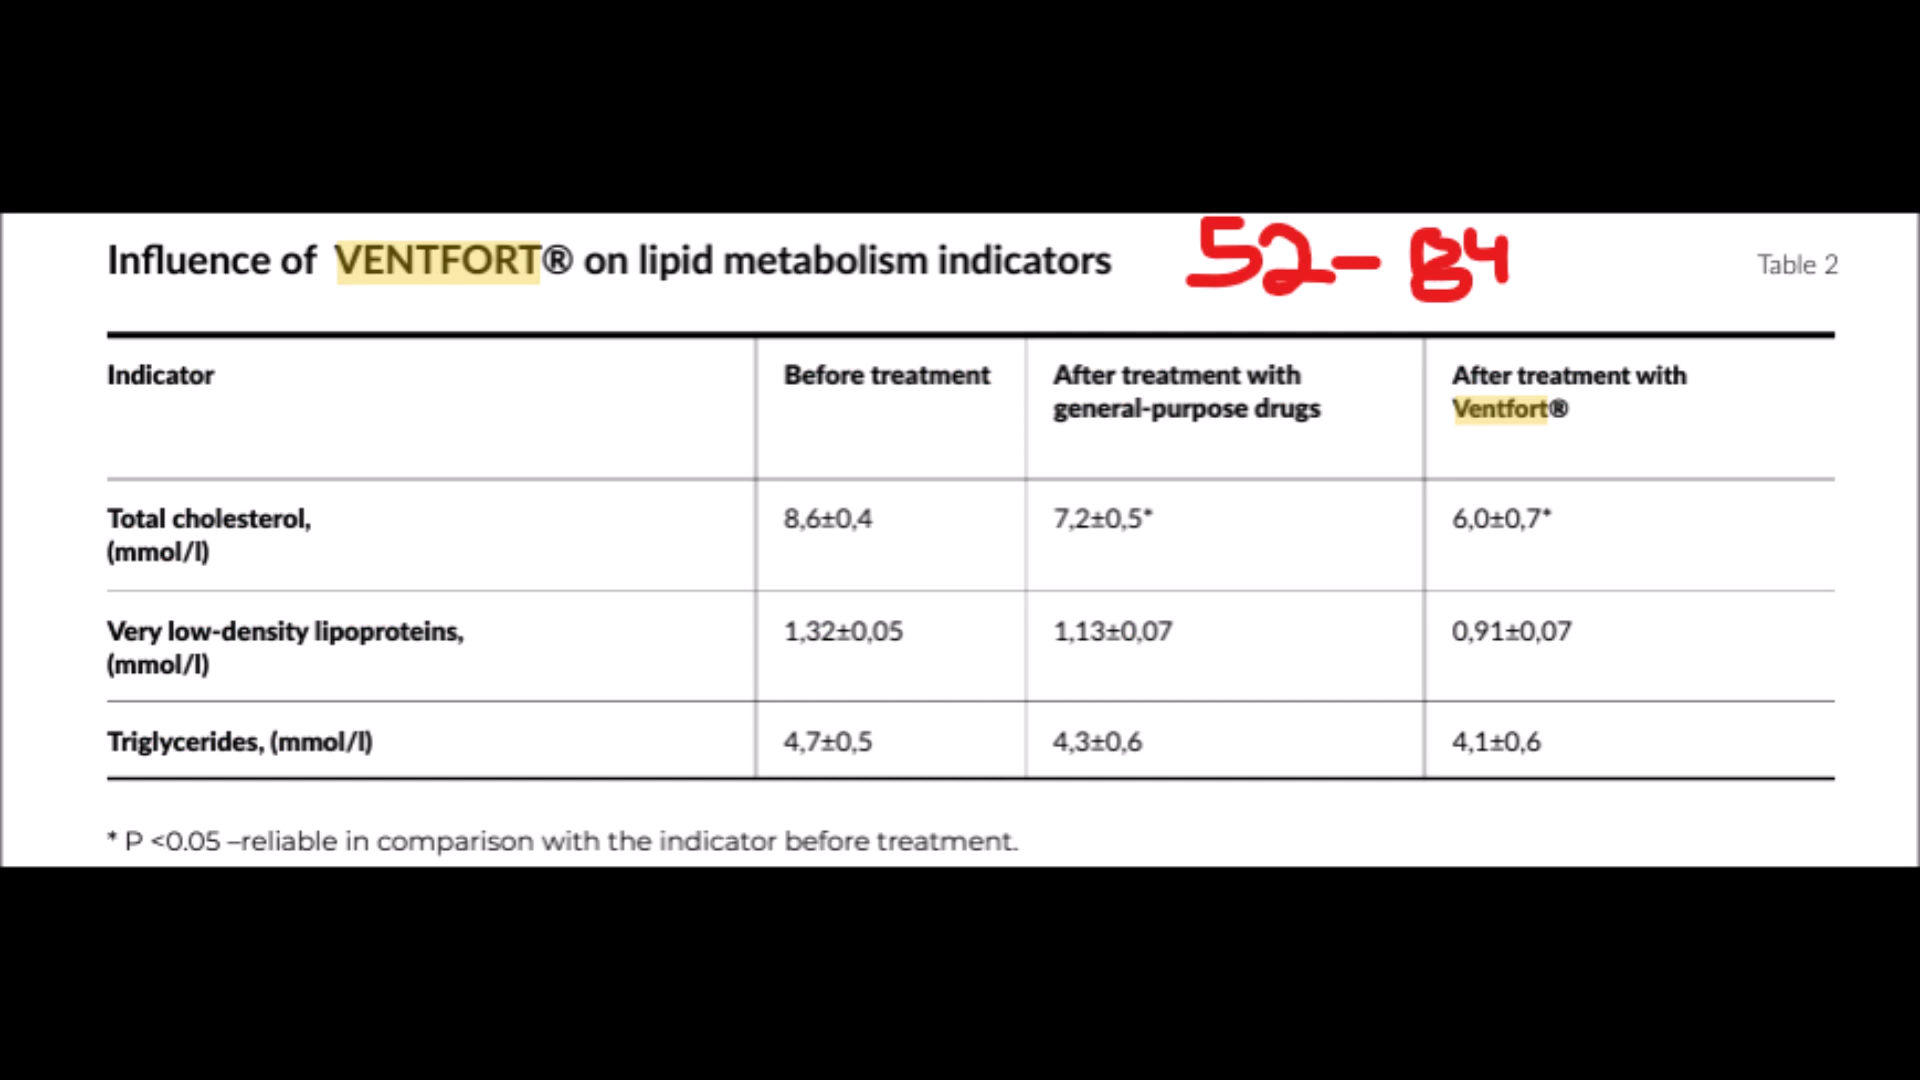 Influence of VENTFORT® on lipid metabolism indicators
52-84
Table 2
Indicator
Before treatment
After treatment with
general-purpose drugs
After treatment with
Ventfort®
Total cholesterol,
(mmol/l)
8,6±0,4
7,2±0,5*
6,0±0,7*
Very low-density lipoproteins,
(mmol/l)
1,32±0,05
1,13±0,07
0,91±0,07
Triglycerides, (mmol/l)
4,7±0,5
4,3±0,6
4,1±0,6
* P <0.05 –reliable in comparison with the indicator before treatment.